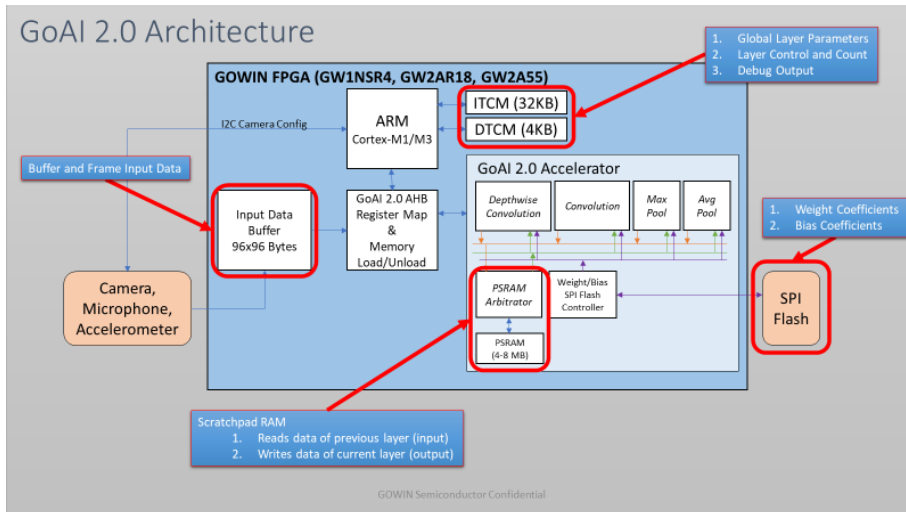 GoAI 2.0 Architecture
1. Global Layer Parameters
2. Layer Control and Count
3. Debug Output
GOWIN FPGA (GW1NSR4, GW2AR18, GW2A55)
I2C Camera Config
ARM
Cortex-M1/M3
ITCM (32KB)
DTCM (4KB)
Buffer and Frame Input Data
Input Data
Buffer
96x96 Bytes
GoAI 2.0 AHB
Register Map
&
Memory
Load/Unload
GoAI 2.0 Accelerator
Depthwise
Convolution
Convolution
Max
Pool
Avg
Pool
1. Weight Coefficients
2. Bias Coefficients
Camera,
Microphone,
Accelerometer
PSRAM
Arbitrator
Weight/Bias
SPI Flash
Controller
PSRAM
(4-8 MB)
SPI
Flash
Scratchpad RAM
1. Reads data of previous layer (input)
2. Writes data of current layer (output)
GOWIN Semiconductor Confidential